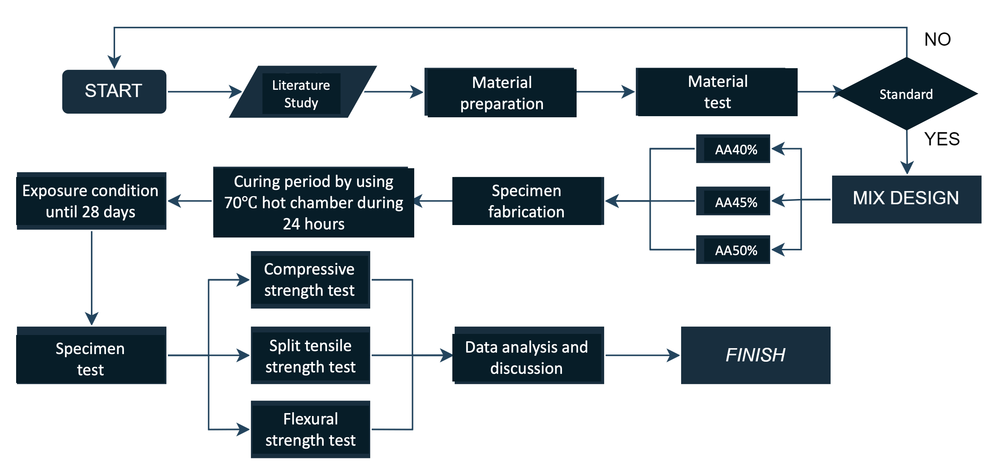 NO
START
Literature
Study
Material
preparation
Material
test
Standard
YES
AA40%
AA45%
AA50%
MIX DESIGN
Specimen
fabrication
Curing period by using
70℃ hot chamber during
24 hours
Exposure condition
until 28 days
Specimen
test
Compressive
strength test
Split tensile
strength test
Flexural
strength test
Data analysis and
discussion
FINISH